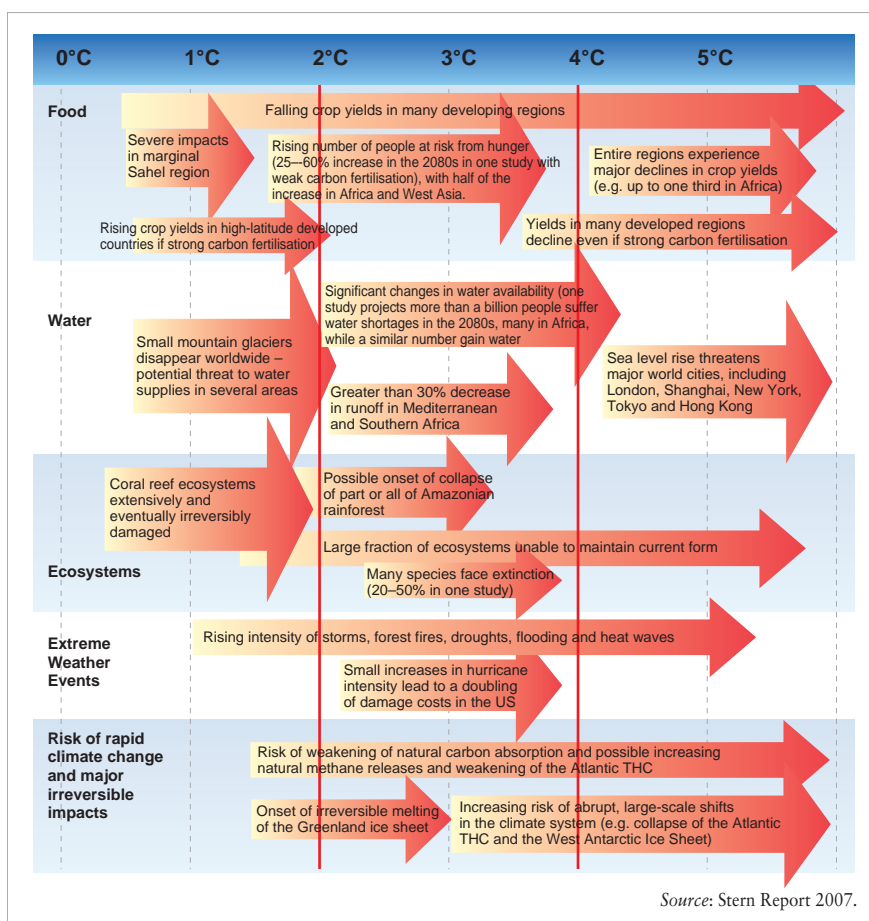 0°C 1°C 2°C 3°C 4°C 5°C
Food
Falling crop yields in many developing regions
Severe impacts
in marginal
Sahel region
Rising number of people at risk from hunger
(25–-60% increase in the 2080s in one study with
weak carbon fertilisation), with half of the
increase in Africa and West Asia.
Entire regions experience
major declines in crop yields
(e.g. up to one third in Africa)
Rising crop yields in high-latitude developed
countries if strong carbon fertilisation
Yields in many developed regions
decline even if strong carbon fertilisation
Water
Small mountain glaciers
disappear worldwide –
potential threat to water
supplies in several areas
Significant changes in water availability (one
study projects more than a billion people suffer
water shortages in the 2080s, many in Africa,
while a similar number gain water
Greater than 30% decrease
in runoff in Mediterranean
and Southern Africa
Sea level rise threatens
major world cities, including
London, Shanghai, New York,
Tokyo and Hong Kong
Ecosystems
Coral reef ecosystems
extensively and
eventually irreversibly
damaged
Possible onset of collapse
of part or all of Amazonian
rainforest
Large fraction of ecosystems unable to maintain current form
Many species face extinction
(20–50% in one study)
Extreme
Weather
Events
Rising intensity of storms, forest fires, droughts, flooding and heat waves
Small increases in hurricane
intensity lead to a doubling
of damage costs in the US
Risk of rapid
climate change
and major
irreversible
impacts
Risk of weakening of natural carbon absorption and possible increasing
natural methane releases and weakening of the Atlantic THC
Onset of irreversible melting
of the Greenland ice sheet
Increasing risk of abrupt, large-scale shifts
in the climate system (e.g. collapse of the Atlantic
THC and the West Antarctic Ice Sheet)
Source: Stern Report 2007.